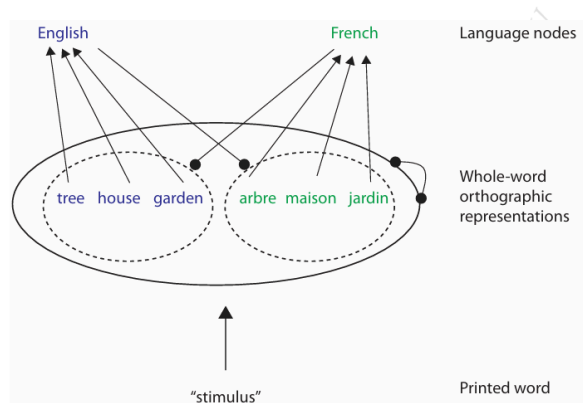 English French Language nodes
tree house garden arbre maison jardin
Whole-word
orthographic
representations
"stimulus" Printed word